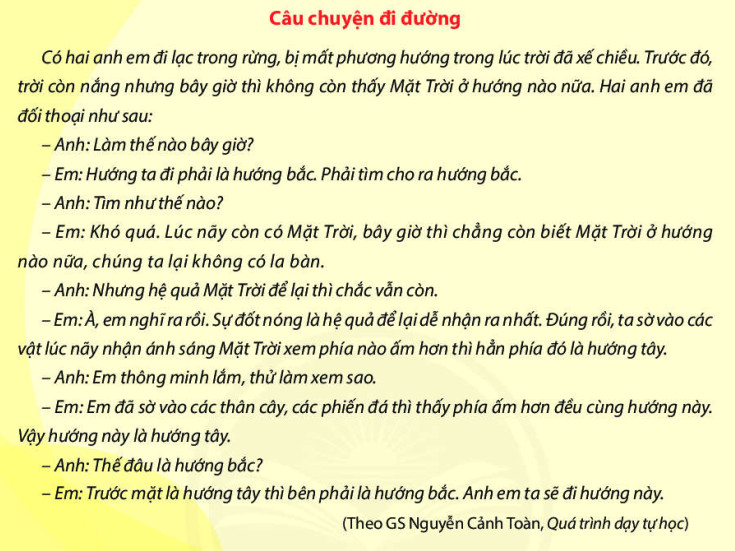 Câu chuyện đi đường
Có hai anh em đi lạc trong rừng, bị mất phương hướng trong lúc trời đã xế chiều. Trước đó,
trời còn nắng nhưng bây giờ thì không còn thấy Mặt Trời ở hướng nào nữa. Hai anh em đã
đối thoại như sau:
– Anh: Làm thế nào bây giờ?
– Em: Hướng ta đi phải là hướng bắc. Phải tìm cho ra hướng bắc.
– Anh: Tìm như thế nào?
– Em: Khó quá. Lúc nãy còn có Mặt Trời, bây giờ thì chẳng còn biết Mặt Trời ở hướng
nào nữa, chúng ta lại không có la bàn.
– Anh: Nhưng hệ quả Mặt Trời để lại thì chắc vẫn còn.
– Em: À, em nghĩ ra rồi. Sự đốt nóng là hệ quả để lại dễ nhận ra nhất. Đúng rồi, ta sờ vào các
vật lúc nãy nhận ánh sáng Mặt Trời xem phía nào ấm hơn thì hẳn phía đó là hướng tây.
– Anh: Em thông minh lắm, thử làm xem sao.
– Em: Em đã sờ vào các thân cây, các phiến đá thì thấy phía ấm hơn đều cùng hướng này.
Vậy hướng này là hướng tây.
– Anh: Thế đâu là hướng bắc?
– Em: Trước mặt là hướng tây thì bên phải là hướng bắc. Anh em ta sẽ đi hướng này.
(Theo GS Nguyễn Cảnh Toàn, Quá trình dạy tự học)